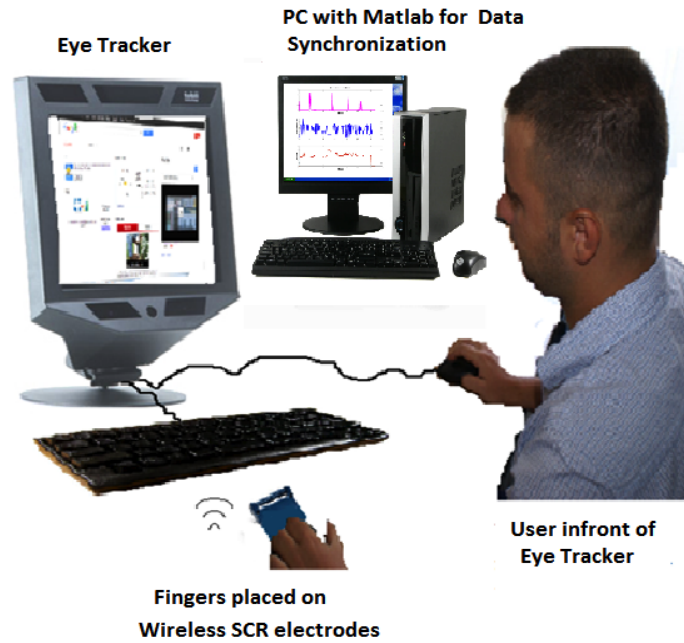 PC with Matlab for Data
Synchronization
Eye Tracker
User infront of
Eye Tracker
Fingers placed on
Wireless SCR electrodes